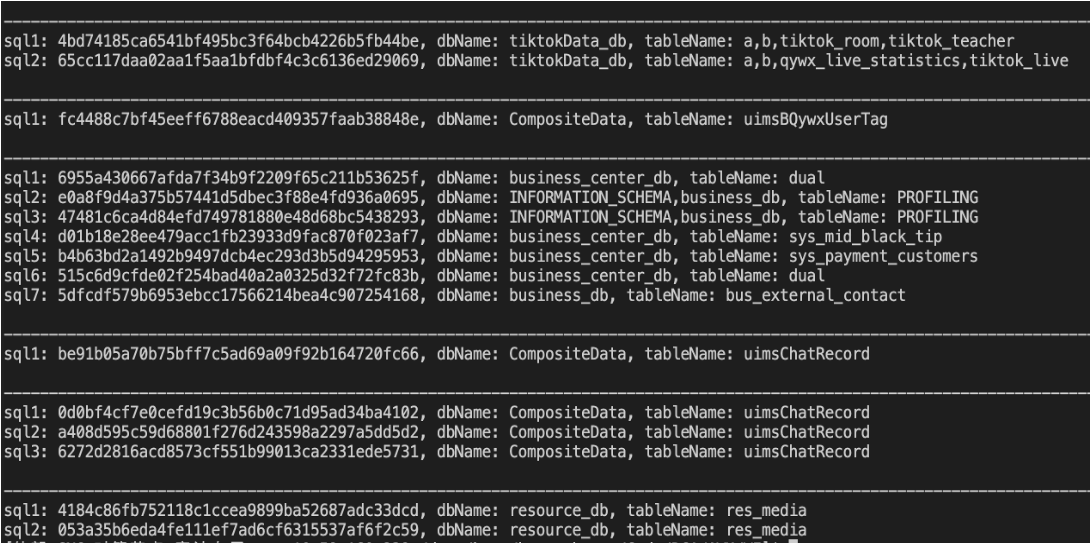 sql1: 4bd74185ca6541bf495bc3f64bcb4226b5fb44be, dbName: tiktokData_db, tableName: a,b,tiktok_room,tiktok_teacher
sql2: 65cc117daa02aa1f5aa1bfdbf4c3c6136ed29069, dbName: tiktokData_db, tableName: a,b,qywx_live_statistics,tiktok_live
sql1: fc4488c7bf45eeff6788eacd409357faab38848e, dbName: CompositeData, tableName: uimsBQywxUserTag
sql1: 6955a430667afda7f34b9f2209f65c211b53625f, dbName: business_center_db, tableName: dual
sql2: e0a8f9d4a375b57441d5dbec3f88e4fd936a0695, dbName: INFORMATION_SCHEMA,business_db, tableName: PROFILING
sql3: 47481c6ca4d84efd749781880e48d68bc5438293, dbName: INFORMATION_SCHEMA,business_db, tableName: PROFILING
sql4: d01b18e28ee479acc1fb23933d9fac870f023af7, dbName: business_center_db, tableName: sys_mid_black_tip
sql5: b4b63bd2a1492b9497dcb4ec293d3b5d94295953, dbName: business_center_db, tableName: sys_payment_customers
sql6: 515c6d9cfde02f254bad40a2a0325d32f72fc83b, dbName: business_center_db, tableName: dual
sql7: 5dfcdf579b6953ebcc17566214bea4c907254168, dbName: business_db, tableName: bus_external_contact
sql1: be91b05a70b75bff7c5ad69a09f92b164720fc66, dbName: CompositeData, tableName: uimsChatRecord
sql1: 0d0bf4cf7e0cefd19c3b56b0c71d95ad34ba4102, dbName: CompositeData, tableName: uimsChatRecord
sql2: a408d595c59d68801f276d243598a2297a5dd5d2, dbName: CompositeData, tableName: uimsChatRecord
sql3: 6272d2816acd8573cf551b99013ca2331ede5731, dbName: CompositeData, tableName: uimsChatRecord
sql1: 4184c86fb752118c1ccea9899ba52687adc33dcd, dbName: resource_db, tableName: res_media
sql2: 053a35b6eda4fe111ef7ad6cf6315537af6f2c59, dbName: resource_db, tableName: res_media